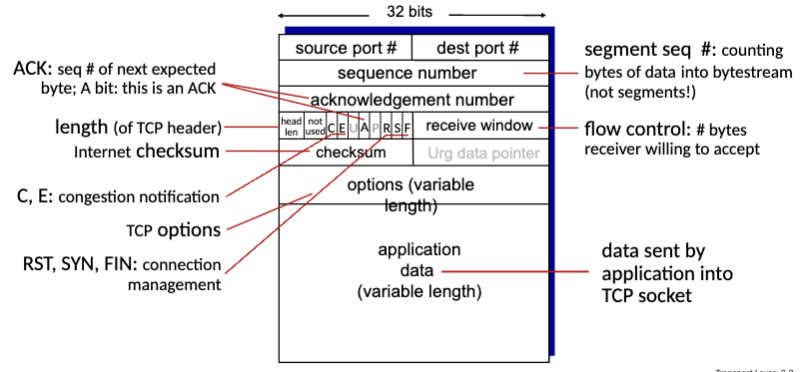 32 bits
source port #
dest port #
sequence number
acknowledgement number
head
len
not
used
C E U A P R S F
receive window
checksum
Urg data pointer
options (variable
length)
application
data
(variable length)
ACK: seq # of next expected
byte; A bit: this is an ACK
length (of TCP header)
Internet checksum
C, E: congestion notification
TCP options
RST, SYN, FIN: connection
management
segment seq #: counting
bytes of data into bytestream
(not segments!)
flow control: # bytes
receiver willing to accept
data sent by
application into
TCP socket